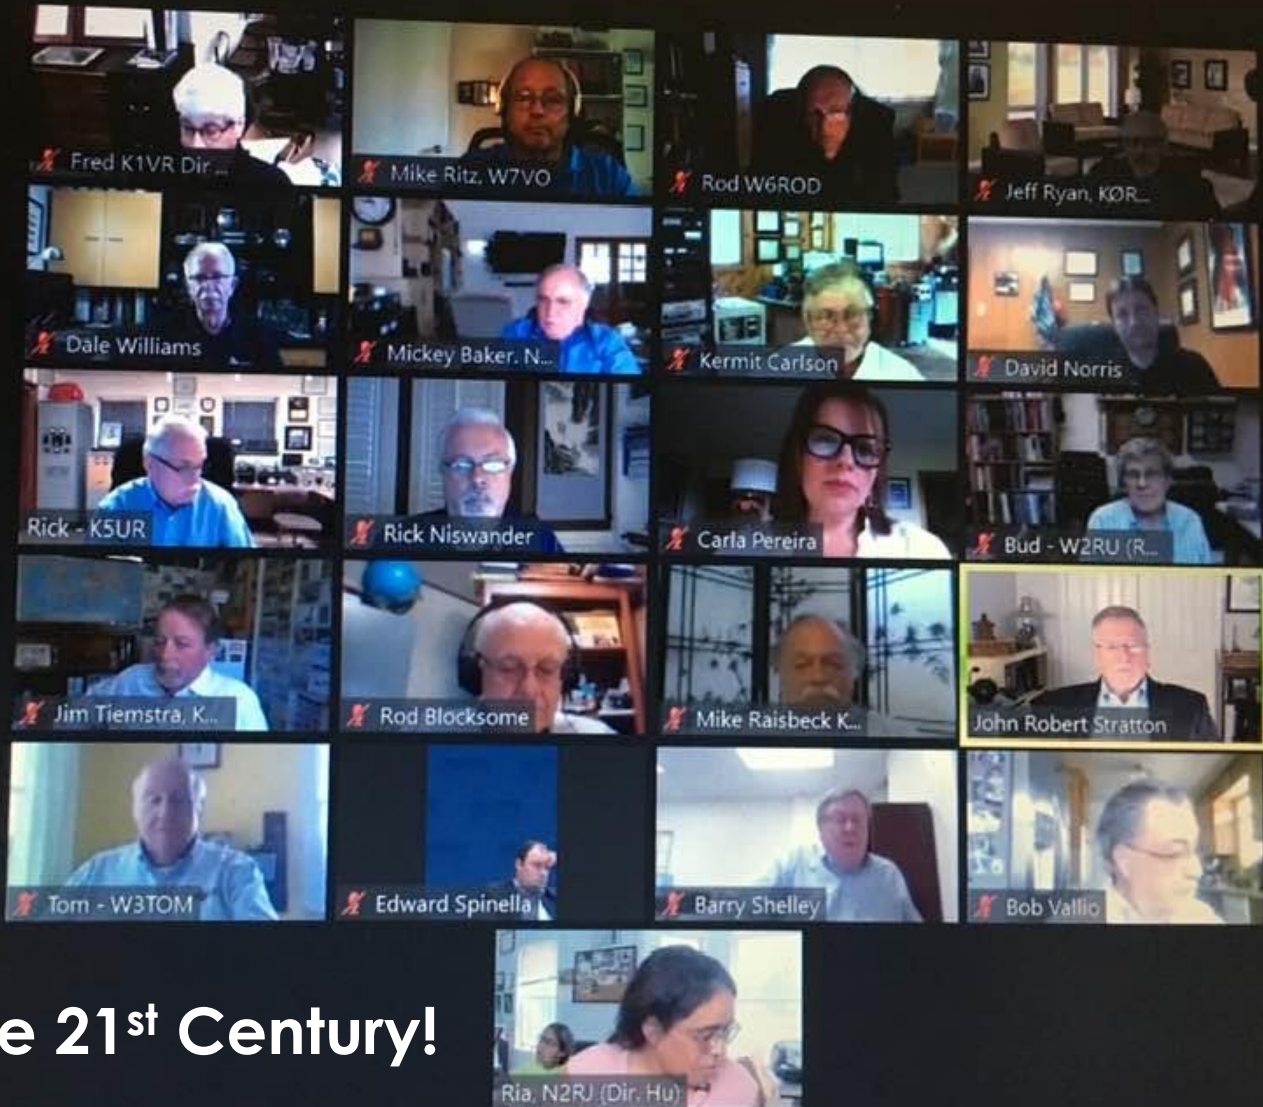 Fred K1VR Dir...
Mike Ritz, W7VO
Rod W6ROD
Jeff Ryan, KØR...
Dale Williams
Mickey Baker. N...
Kermit Carlson
David Norris
Rick - K5UR
Rick Niswander
Carla Pereira
Bud - W2RU (R...
Jim Tiemstra, K...
Rod Blocksome
Mike Raisbeck K...
John Robert Stratton
Tom - W3TOM
Edward Spinella
Barry Shelley
Bob Vallio
e 21st Century!
Ria, N2RJ (Dir. Hu)